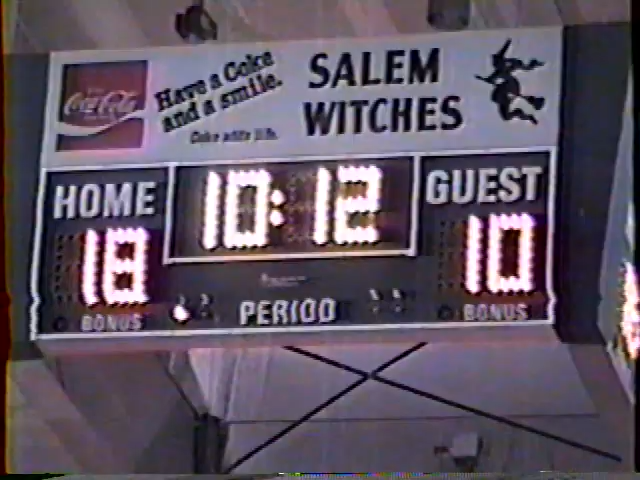 Coca-Cola
Have a Coke
and a smile.
Coke adds life.
SALEM
WITCHES
HOME
10:12
GUEST
18
10
BONUS
PERIOD
BONUS